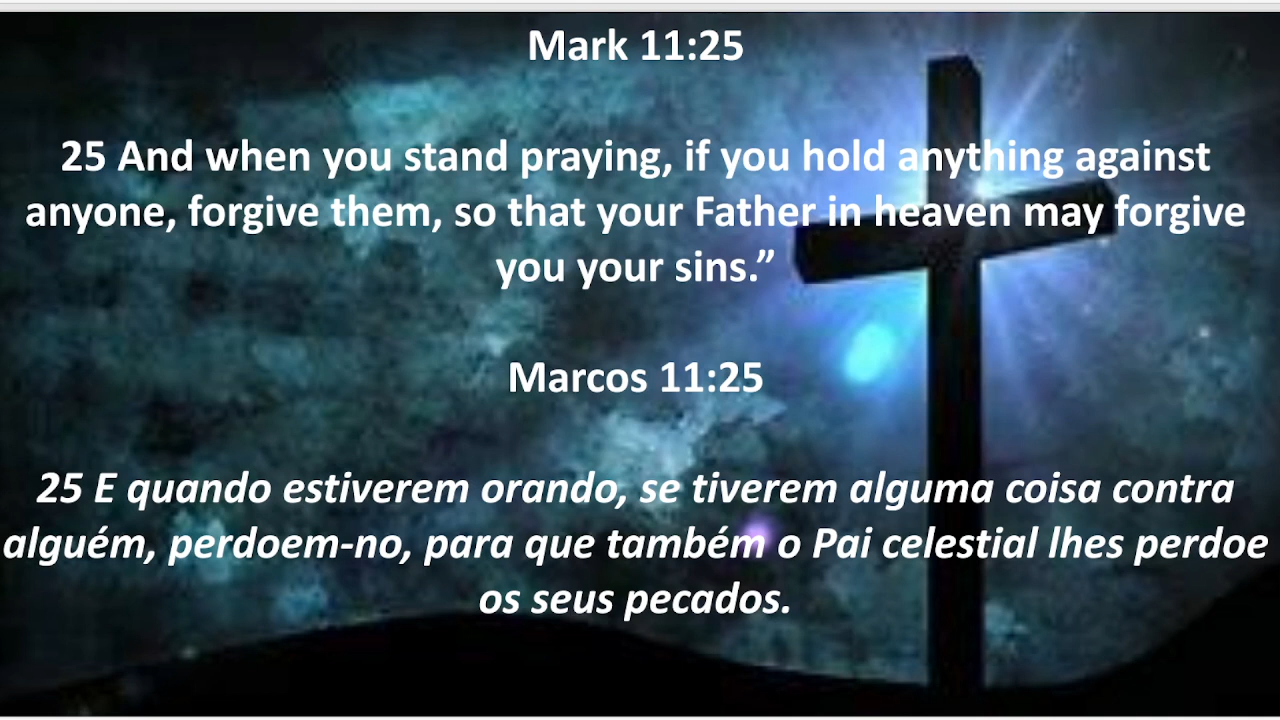 Mark 11:25
25 And when you stand praying, if you hold anything against
anyone, forgive them, so that your Father in heaven may forgive
you your sins.”
Marcos 11:25
25 E quando estiverem orando, se tiverem alguma coisa contra
alguém, perdoem-no, para que também o Pai celestial lhes perdoe
os seus pecados.